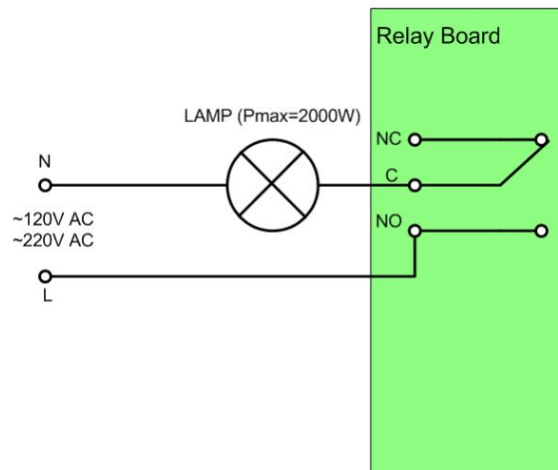 Relay Board
LAMP (Pmax=2000W)
NC
N
C
~120V AC
NO
~220V AC
L